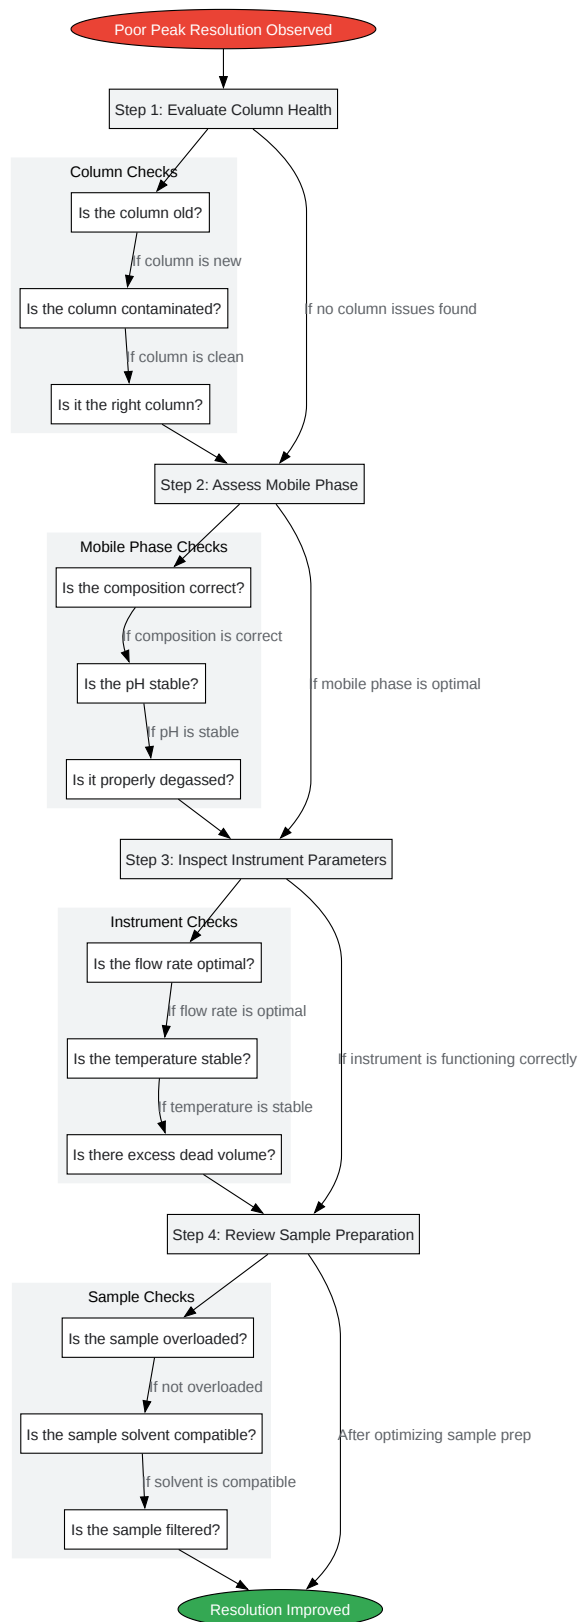 Poor Peak Resolution Observed
Step 1: Evaluate Column Health
Column Checks
Is the column old?
If column is new
Is the column contaminated?
If no column issues found
If column is clean
Is it the right column?
Step 2: Assess Mobile Phase
Mobile Phase Checks
Is the composition correct?
If composition is correct
Is the pH stable?
If mobile phase is optimal
If pH is stable
Is it properly degassed?
Step 3: Inspect Instrument Parameters
Instrument Checks
Is the flow rate optimal?
If flow rate is optimal
Is the temperature stable?
If instrument is functioning correctly
If temperature is stable
Is there excess dead volume?
Step 4: Review Sample Preparation
Sample Checks
Is the sample overloaded?
If not overloaded
Is the sample solvent compatible?
After optimizing sample prep
If solvent is compatible
Is the sample filtered?
Resolution Improved